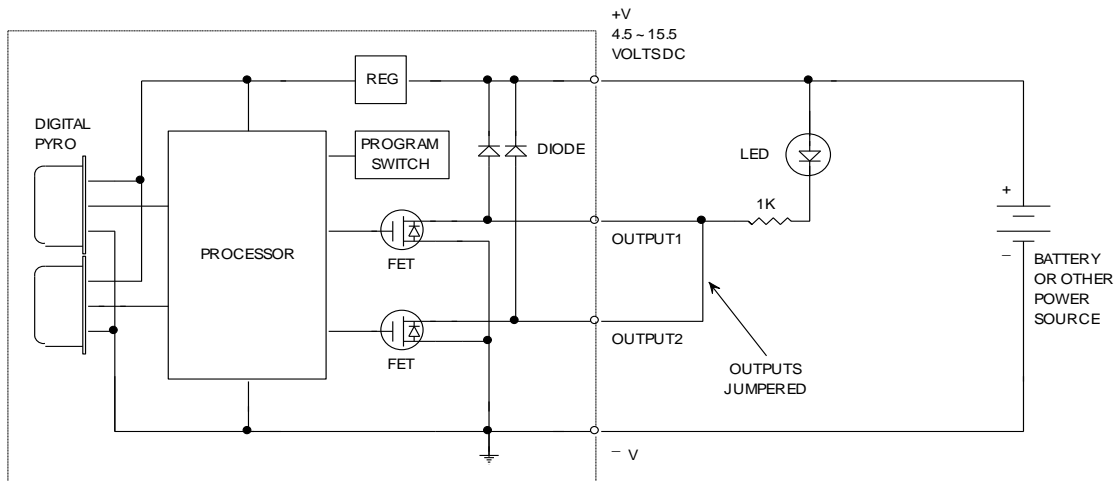 +V
4.5 ~ 15.5
VOLTS DC
REG
DIGITAL
PYRO
PROGRAM
SWITCH
DIODE
LED
1K
+
PROCESSOR
FET
OUTPUT1
−
BATTERY
OR OTHER
POWER
SOURCE
FET
OUTPUT2
OUTPUTS
JUMPERED
− V